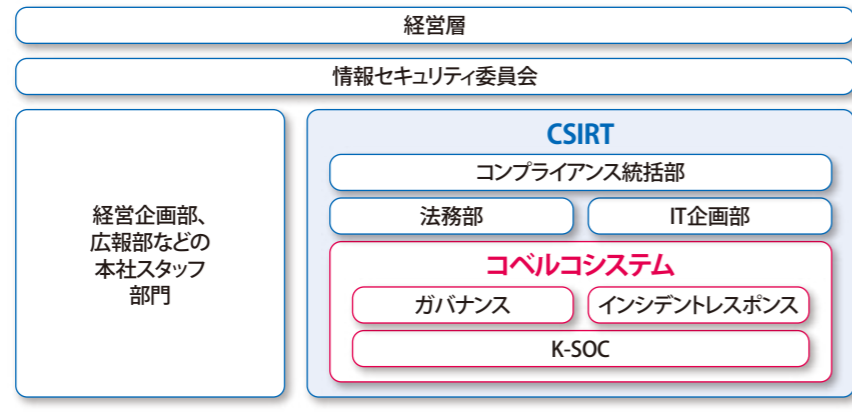 経営層
情報セキュリティ委員会
経営企画部、
広報部などの
本社スタッフ
部門
CSIRT
コンプライアンス統括部
法務部
IT企画部
コベルコシステム
ガバナンス
インシデントレスポンス
K-SOC